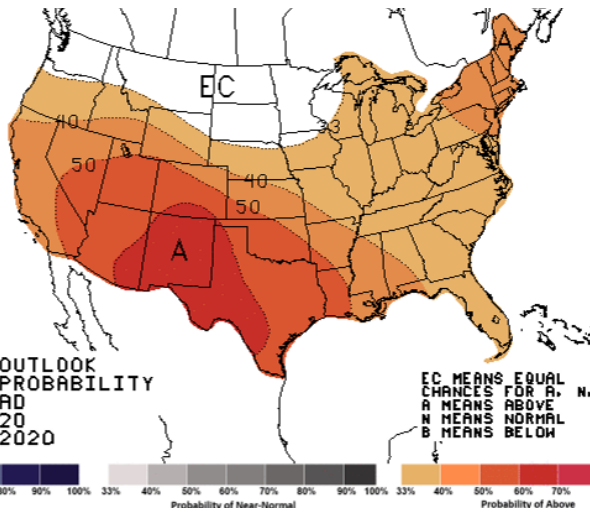 A
EC
33
40
50
40
50
A
OUTLOOK
PROBABILITY
AD
20
2020
EC MEANS EQUAL
CHANCES FOR A, N,
A MEANS ABOVE
N MEANS NORMAL
B MEANS BELOW
80% 90% 100% 33% 40% 50% 60% 70% 80% 90% 100% 33% 40% 50% 60% 70%
Probability of Near-Normal Probability of Above